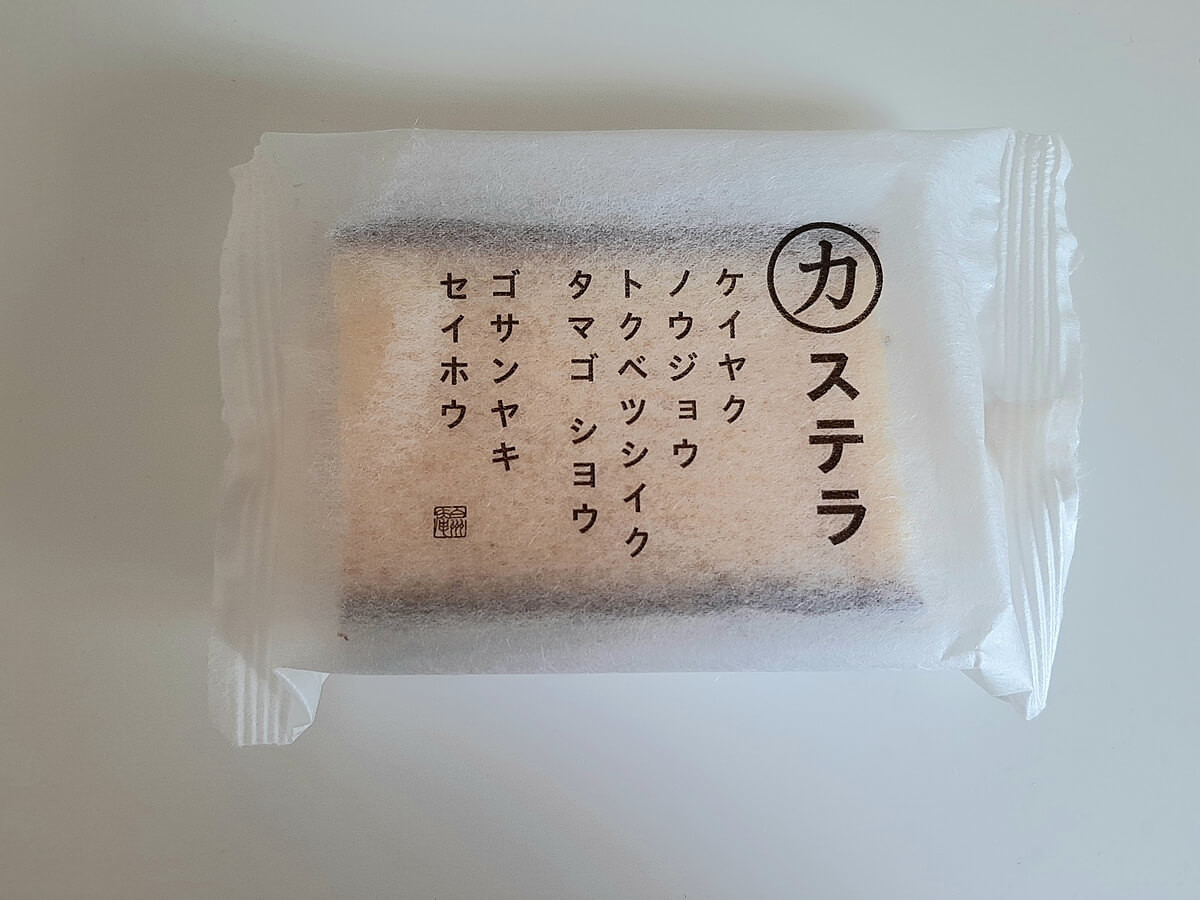 カステラ
ケイヤク
ノウジョウ
トクベツシイク
タマゴ シヨウ
ゴサンヤキ
セイホウ